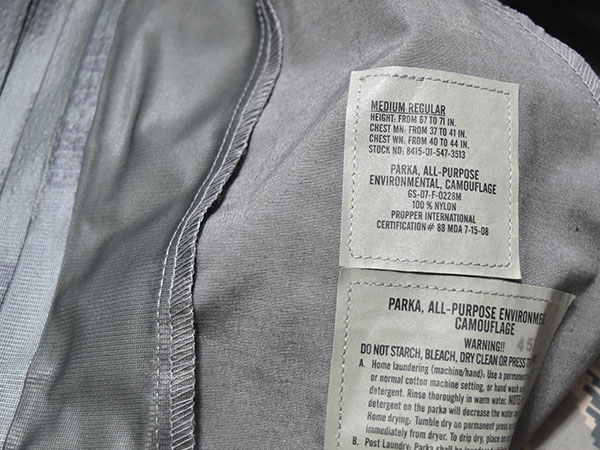 MEDIUM REGULAR
HEIGHT: FROM 67 TO 71 IN.
CHEST MN: FROM 37 TO 41 IN.
CHEST WN: FROM 40 TO 44 IN.
STOCK NO: 8415-01-547-3513
PARKA, ALL-PURPOSE
ENVIRONMENTAL, CAMOUFLAGE
GS-07-F-0226M
100 % NYLON
PROPPER INTERNATIONAL
CERTIFICATION# 88 MDA 7-15-08
PARKA, ALL-PURPOSE ENVIRONME
CAMOUFLAGE
WARNING!! 45
DO NOT STARCH, BLEACH, DRY CLEAN OR PRESS
A. Home laundering (machine/hand): Use a permane
or normal cotton machine setting, or hand wash
detergent. Rinse thoroughly in warm water. NOTE
detergent on the parka will decrease the water
Home drying: Tumble dry on permanent press
immediately from dryer. To drip dry, place on
B. Post Laundry: Parka shall be